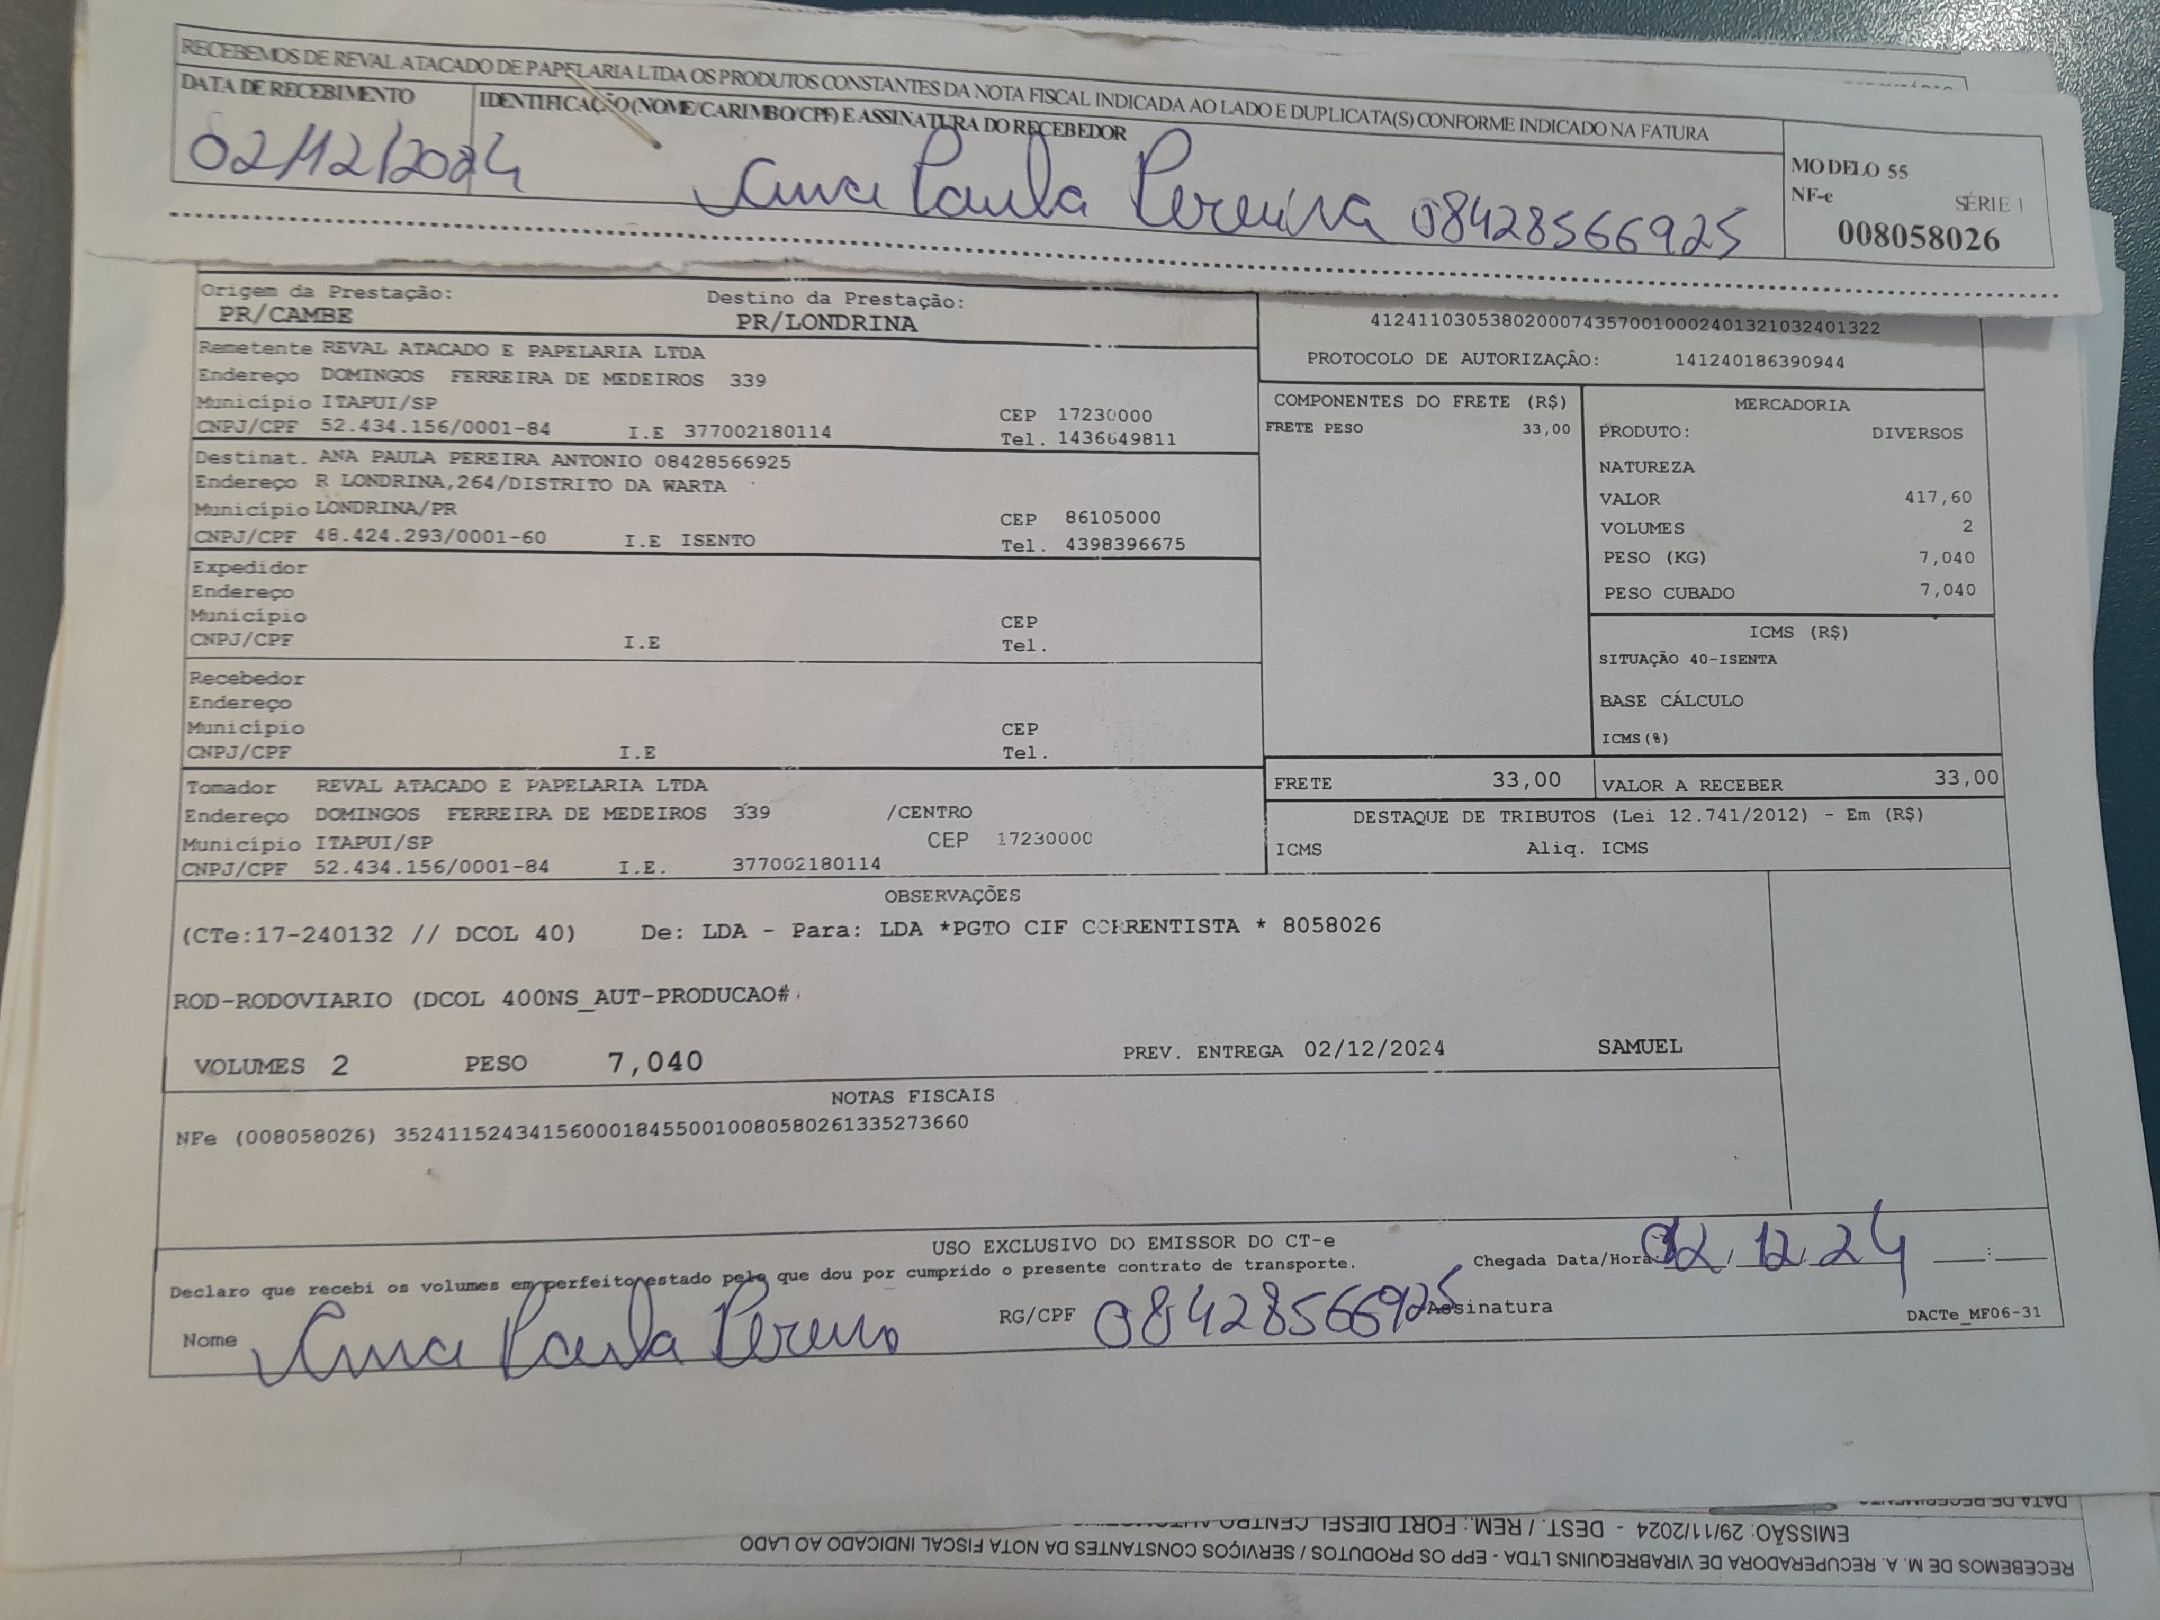 RECEBEMOS DE REVAL ATACADO DE PAPELARIA LTDA OS PRODUTOS CONSTANTES DA NOTA FISCAL INDICADA AO LADO E DUPLICATA(S) CONFORME INDICADO NA FATURA
DATA DE RECEBIMENTO
IDENTIFICAÇÃO (NOME/CARIMBO/CPF) E ASSINATURA DO RECEBEDOR
02/12/2024
Ana Paula Pereira 08428566925
MODELO 55
NF-e SÉRIE 1
008058026
Origem da Prestação: Destino da Prestação:
PR/CAMBE PR/LONDRINA
41241103053802000743570010002401321032401322
PROTOCOLO DE AUTORIZAÇÃO: 141240186390944
Remetente REVAL ATACADO E PAPELARIA LTDA
Endereço DOMINGOS FERREIRA DE MEDEIROS 339
Município ITAPUI/SP CEP 17230000
CNPJ/CPF 52.434.156/0001-84 I.E 377002180114 Tel. 1436649811
Destinat. ANA PAULA PEREIRA ANTONIO 08428566925
Endereço R LONDRINA,264/DISTRITO DA WARTA
Município LONDRINA/PR CEP 86105000
CNPJ/CPF 48.424.293/0001-60 I.E ISENTO Tel. 4398396675
Expedidor
Endereço
Município CEP
CNPJ/CPF I.E Tel.
Recebedor
Endereço
Município CEP
CNPJ/CPF I.E Tel.
Tomador REVAL ATACADO E PAPELARIA LTDA
Endereço DOMINGOS FERREIRA DE MEDEIROS 339 /CENTRO
Município ITAPUI/SP CEP 17230000
CNPJ/CPF 52.434.156/0001-84 I.E. 377002180114
COMPONENTES DO FRETE (R$)
FRETE PESO 33,00
MERCADORIA
PRODUTO: DIVERSOS
NATUREZA
VALOR 417,60
VOLUMES 2
PESO (KG) 7,040
PESO CUBADO 7,040
ICMS (R$)
SITUAÇÃO 40-ISENTA
BASE CÁLCULO
ICMS(%)
FRETE 33,00 VALOR A RECEBER 33,00
DESTAQUE DE TRIBUTOS (Lei 12.741/2012) - Em (R$)
ICMS Aliq. ICMS
OBSERVAÇÕES
(CTe:17-240132 // DCOL 40) De: LDA - Para: LDA *PGTO CIF CORRENTISTA * 8058026
ROD-RODOVIARIO (DCOL 400NS_AUT-PRODUCAO#
VOLUMES 2 PESO 7,040 PREV. ENTREGA 02/12/2024 SAMUEL
NOTAS FISCAIS
NFe (008058026) 35241152434156000184550010080580261335273660
USO EXCLUSIVO DO EMISSOR DO CT-e
Declaro que recebi os volumes em perfeito estado pelo que dou por cumprido o presente contrato de transporte. Chegada Data/Hora: 02/12/24 __:__
Nome Ana Paula Pereira RG/CPF 08428566925 Assinatura
DACTe_MF06-31
DATA DE RECEBIMENTO
EMISSÃO: 29/11/2024 - DEST. / REM.: FORT DIESEL CENTRO
RECEBEMOS DE M. A. RECUPERADORA DE VIRABREQUINS LTDA - EPP OS PRODUTOS / SERVIÇOS CONSTANTES DA NOTA FISCAL INDICADO AO LADO